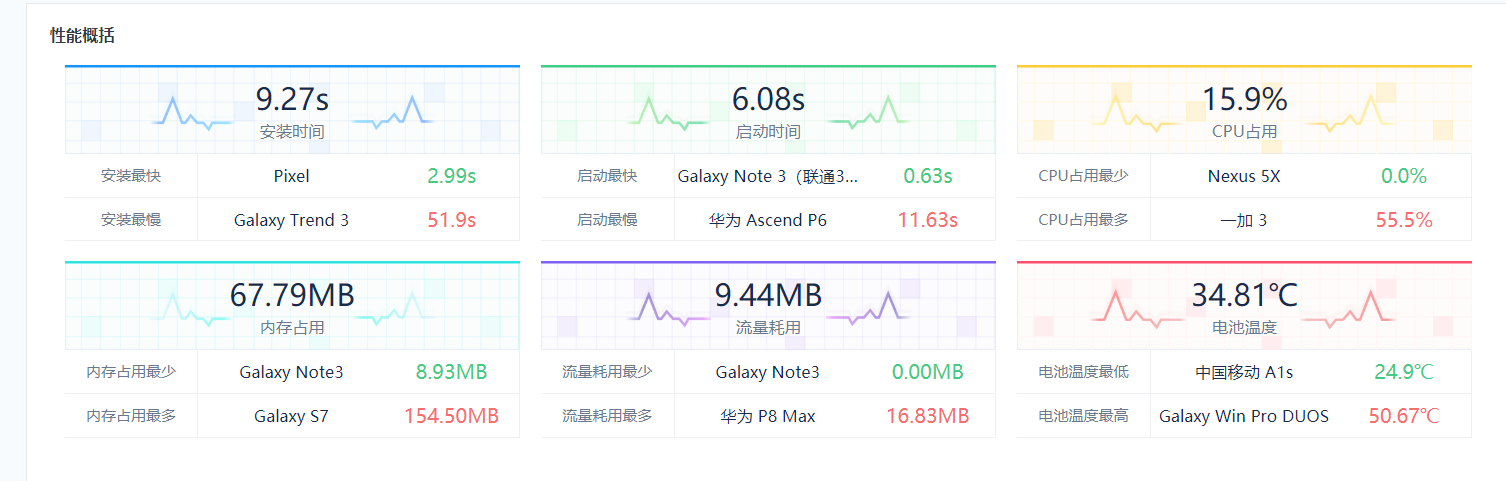 性能概括
9.27s
安装时间
安装最快 Pixel 2.99s
安装最慢 Galaxy Trend 3 51.9s
6.08s
启动时间
启动最快 Galaxy Note 3（联通3... 0.63s
启动最慢 华为 Ascend P6 11.63s
15.9%
CPU占用
CPU占用最少 Nexus 5X 0.0%
CPU占用最多 一加 3 55.5%
67.79MB
内存占用
内存占用最少 Galaxy Note3 8.93MB
内存占用最多 Galaxy S7 154.50MB
9.44MB
流量耗用
流量耗用最少 Galaxy Note3 0.00MB
流量耗用最多 华为 P8 Max 16.83MB
34.81℃
电池温度
电池温度最低 中国移动 A1s 24.9℃
电池温度最高 Galaxy Win Pro DUOS 50.67℃